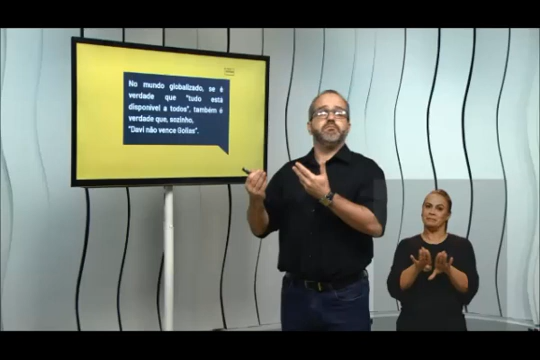 No mundo globalizado, se é
verdade que "tudo está
disponível a todos", também é
verdade que, sozinho,
"Davi não vence Golias".